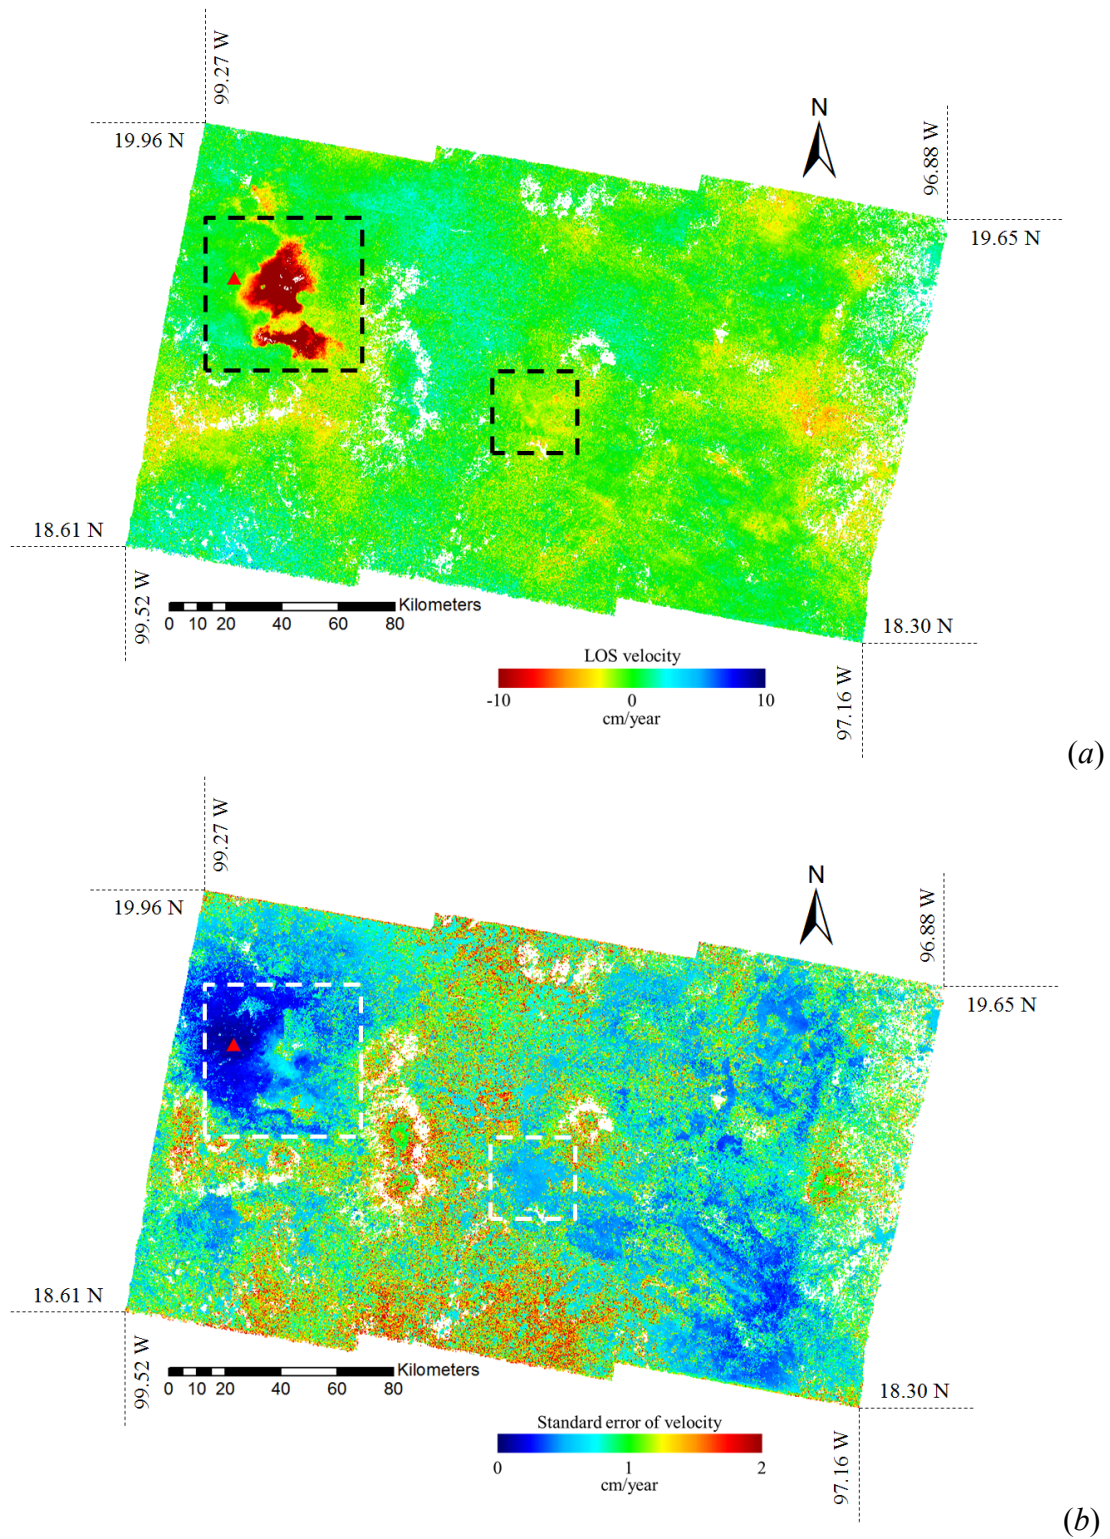 99.27 W
19.96 N
N
96.88 W
19.65 N
18.61 N
99.52 W
Kilometers
0 10 20 40 60 80
18.30 N
97.16 W
LOS velocity
-10 0 10
cm/year
(a)
99.27 W
19.96 N
N
96.88 W
19.65 N
18.61 N
99.52 W
Kilometers
0 10 20 40 60 80
18.30 N
97.16 W
Standard error of velocity
0 1 2
cm/year
(b)